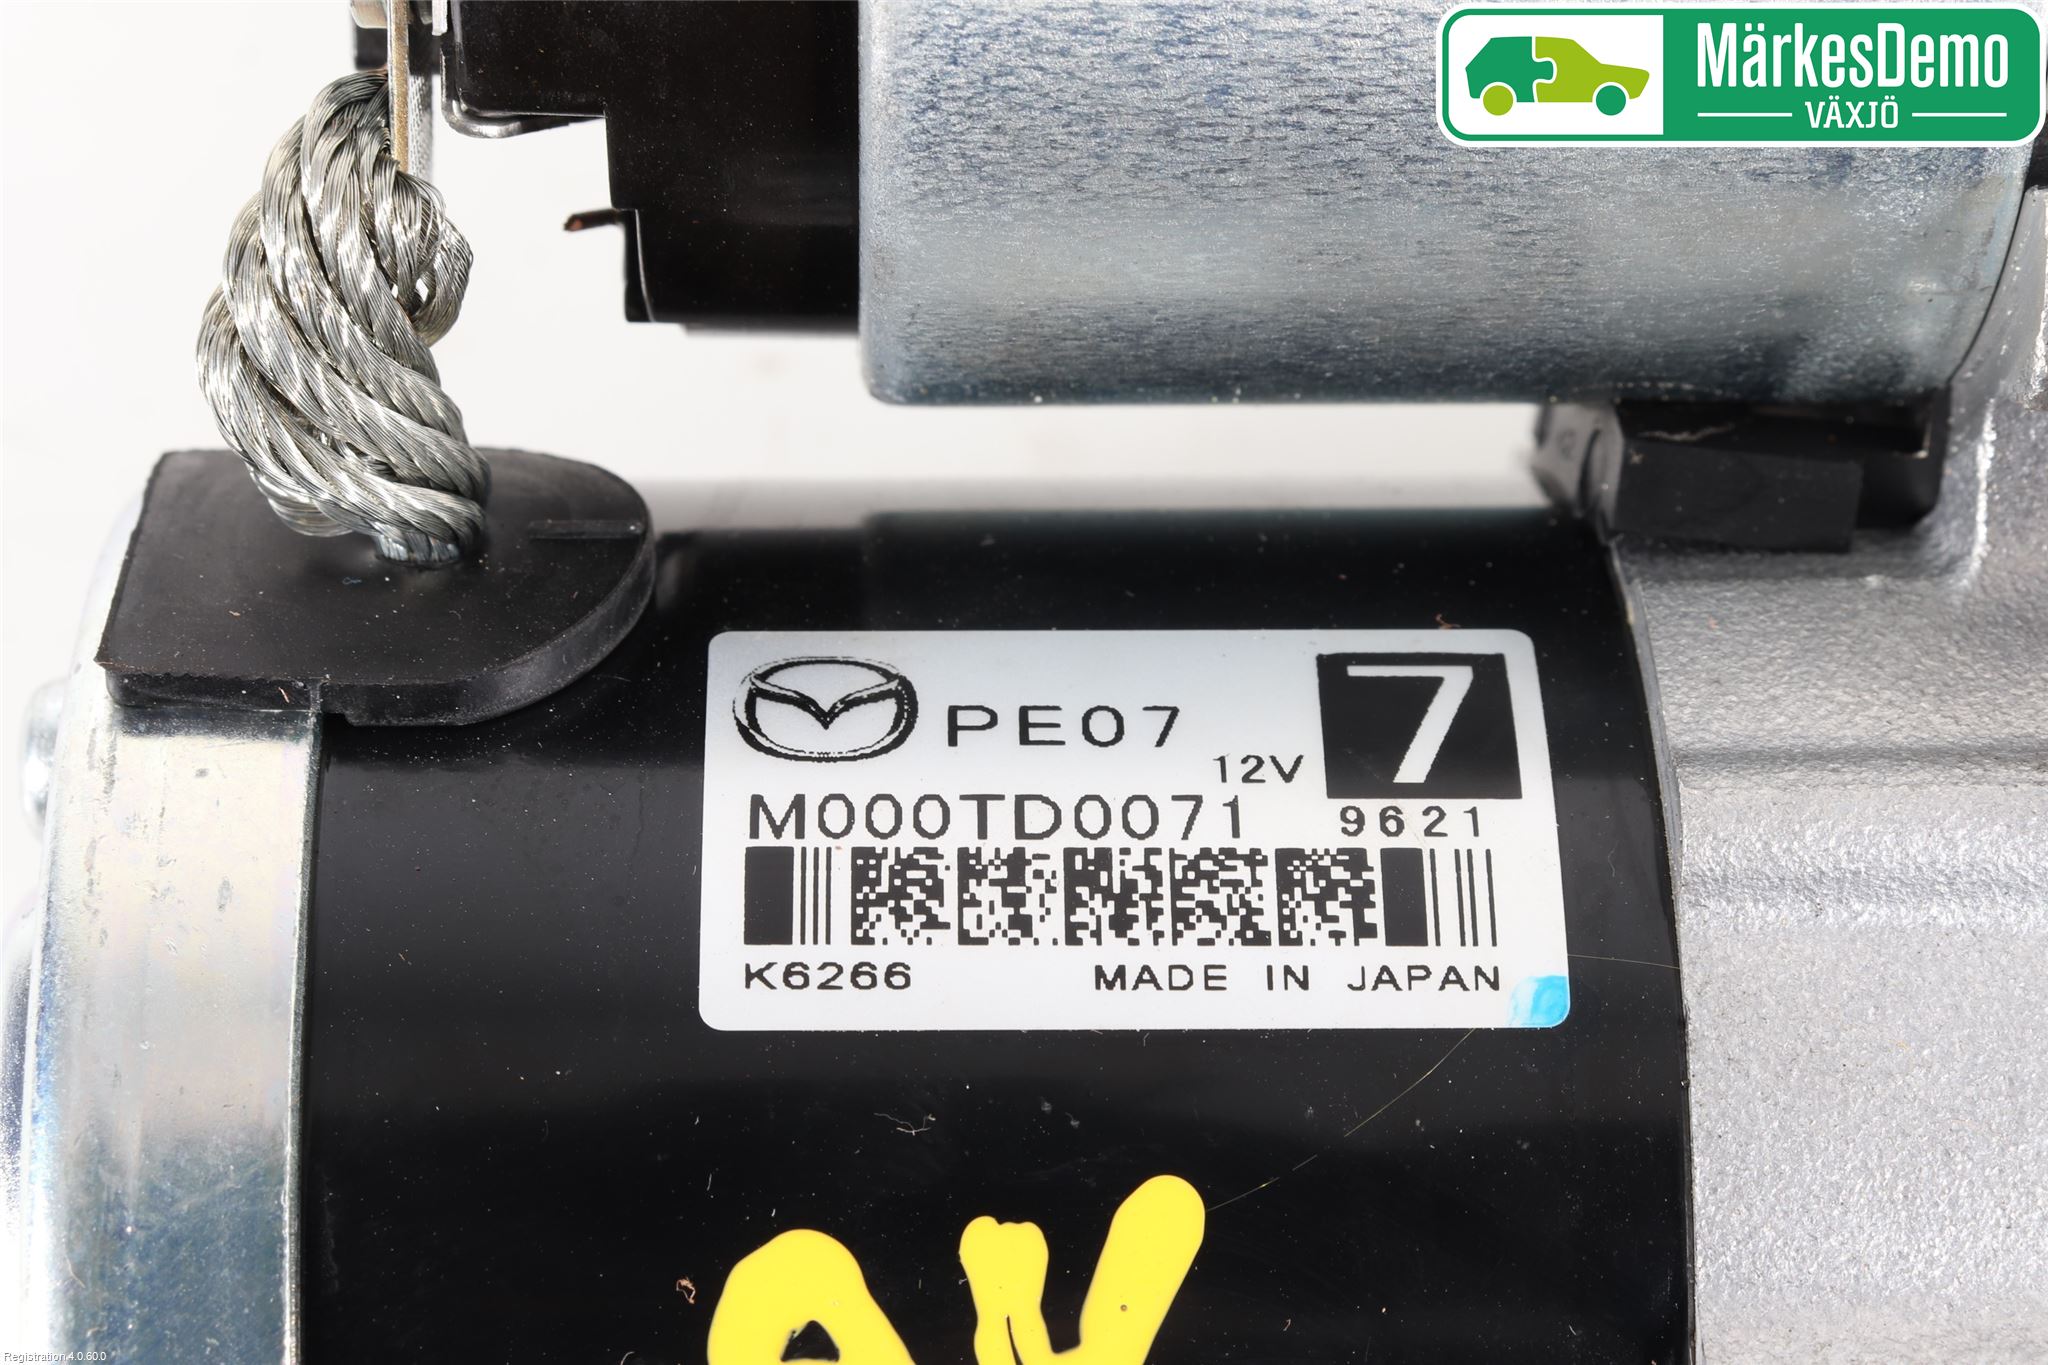 MärkesDemo
VÄXJÖ
PE07
12V
7
M000TD0071
9621
K6266
MADE IN JAPAN
Registration 4.0.60.0